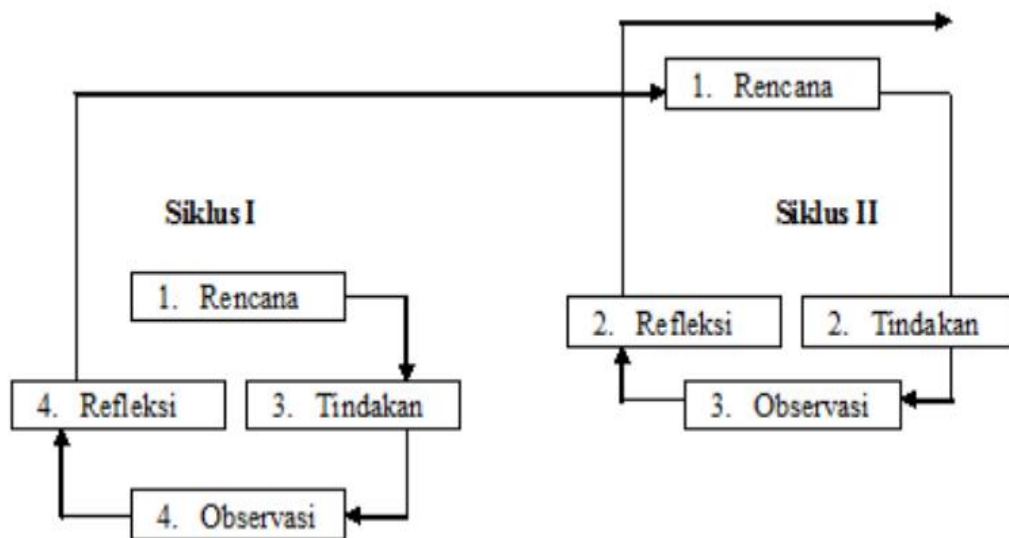 1. Rencana
Siklus I
Siklus II
1. Rencana
2. Refleksi
2. Tindakan
4. Refleksi
3. Tindakan
3. Observasi
4. Observasi